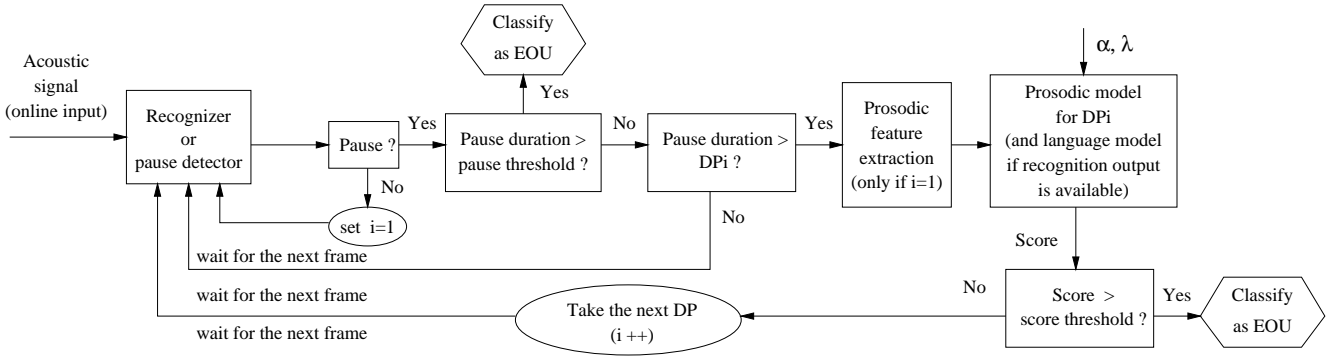 Acoustic
signal
(online input)
Recognizer
or
pause detector
Pause ?
Yes
No
set i=1
Classify
as EOU
Yes
Pause duration >
pause threshold ?
No
Pause duration >
DPi ?
Yes
No
Prosodic
feature
extraction
(only if i=1)
α, λ
Prosodic model
for DPi
(and language model
if recognition output
is available)
Score
Score >
score threshold ?
Yes
Classify
as EOU
No
Take the next DP
(i ++)
wait for the next frame
wait for the next frame
wait for the next frame